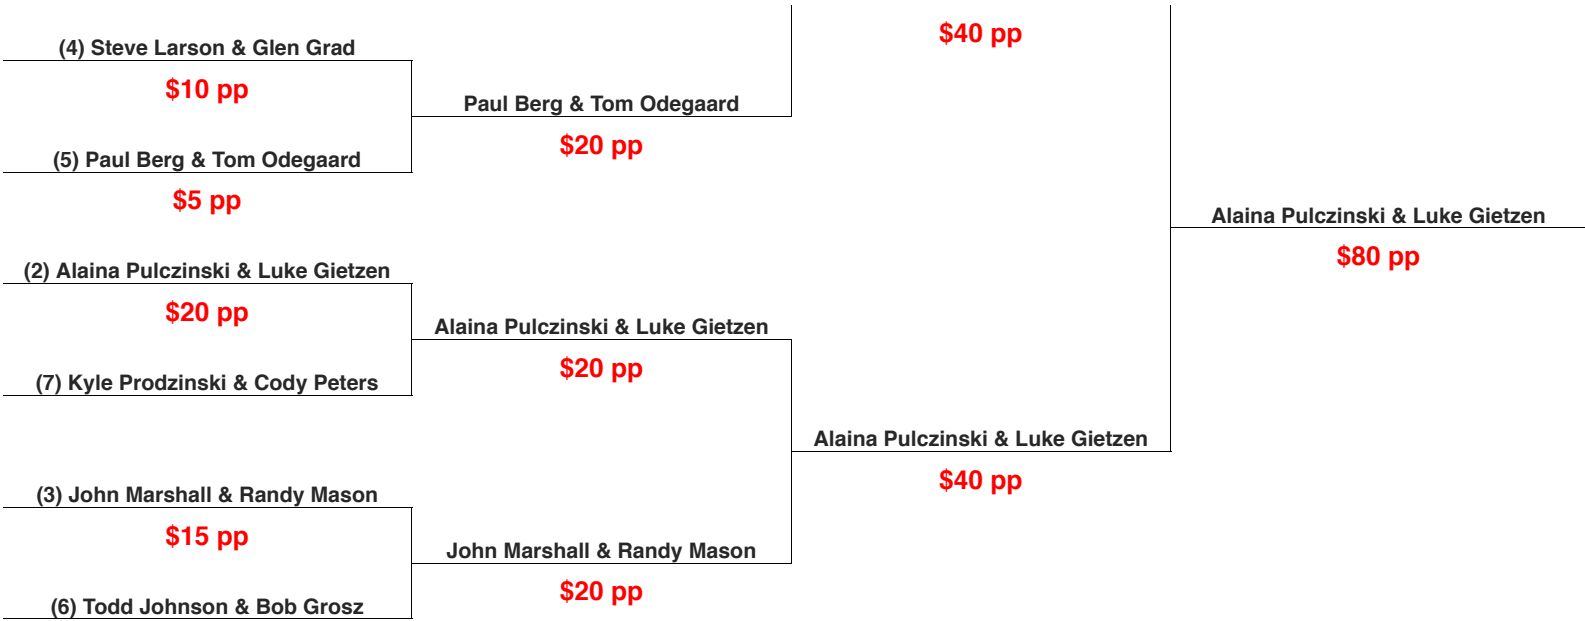 (4) Steve Larson & Glen Grad
$10 pp
(5) Paul Berg & Tom Odegaard
$5 pp
(2) Alaina Pulczinski & Luke Gietzen
$20 pp
(7) Kyle Prodzinski & Cody Peters
(3) John Marshall & Randy Mason
$15 pp
(6) Todd Johnson & Bob Grosz
Paul Berg & Tom Odegaard
$20 pp
Alaina Pulczinski & Luke Gietzen
$20 pp
John Marshall & Randy Mason
$20 pp
$40 pp
Alaina Pulczinski & Luke Gietzen
$40 pp
Alaina Pulczinski & Luke Gietzen
$80 pp